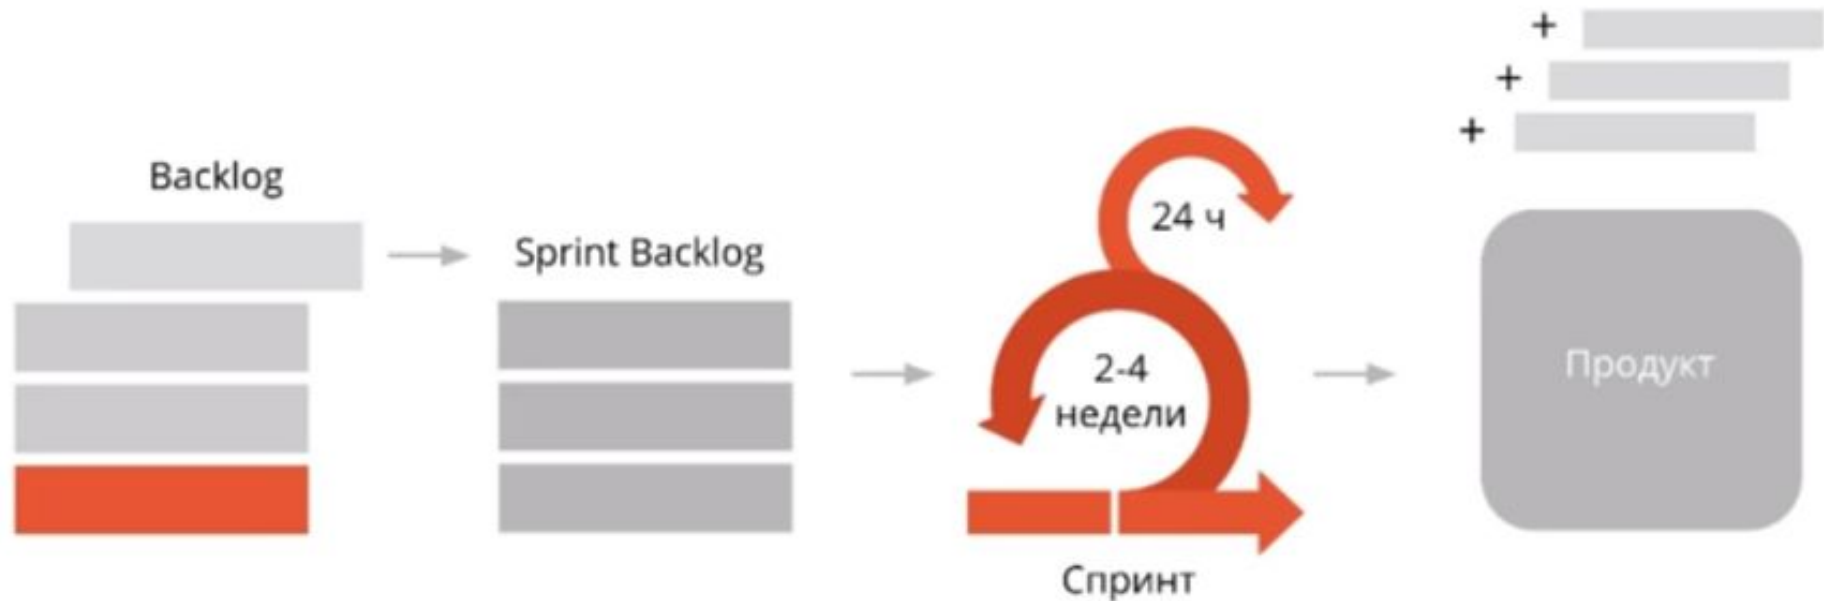 +
+
+
Backlog
Sprint Backlog
24 ч
2-4
недели
Спринт
Продукт